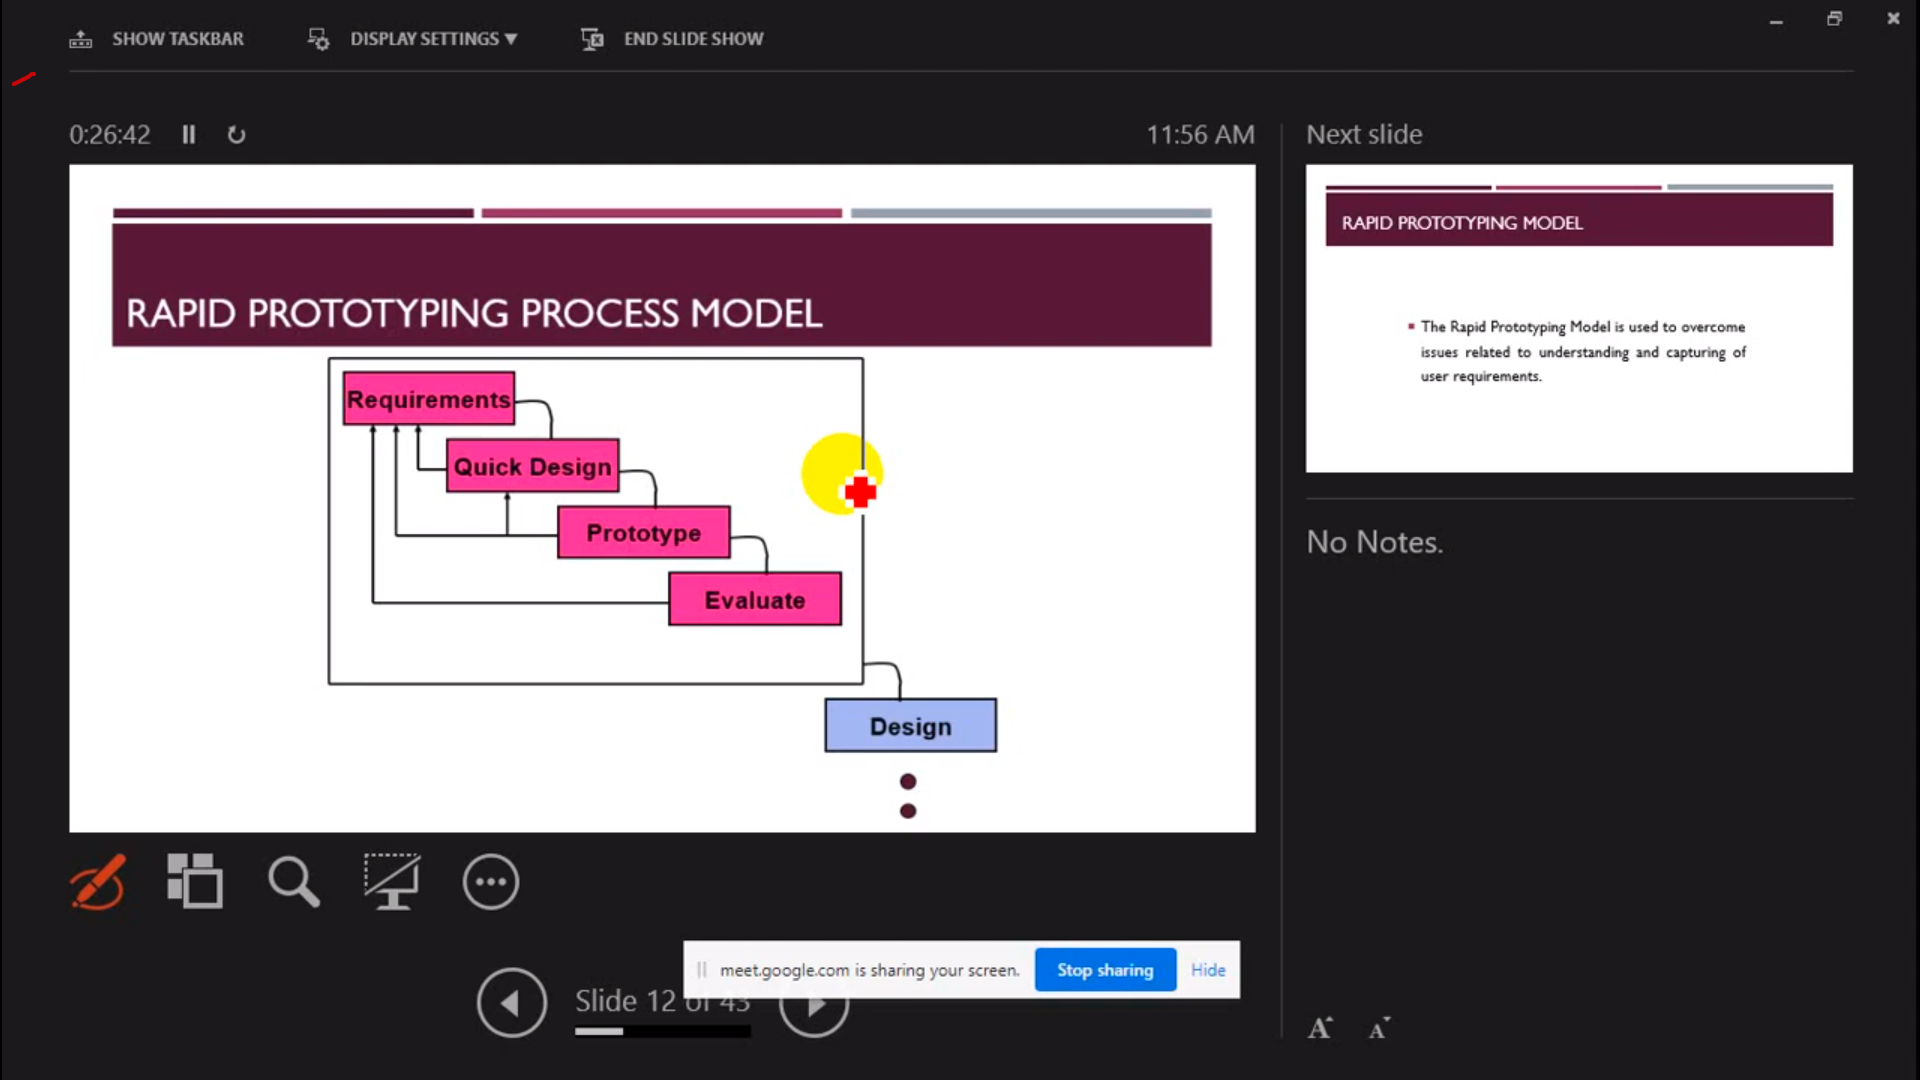 SHOW TASKBAR
DISPLAY SETTINGS
END SLIDE SHOW
0:26:42
11:56 AM
Next slide
RAPID PROTOTYPING PROCESS MODEL
Requirements
Quick Design
Prototype
Evaluate
Design
RAPID PROTOTYPING MODEL
The Rapid Prototyping Model is used to overcome
issues related to understanding and capturing of
user requirements.
No Notes.
meet.google.com is sharing your screen.
Stop sharing
Hide
Slide 12 of 43
A A